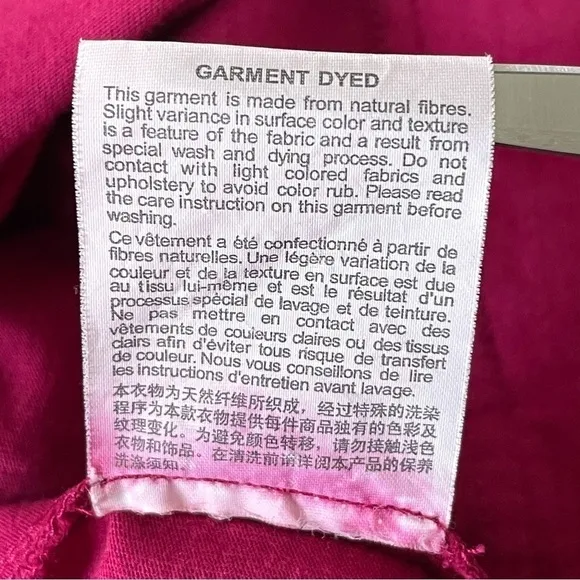 GARMENT DYED
This garment is made from natural fibres.
Slight variance in surface color and texture
is a feature of the fabric and a result from
special wash and dying process. Do not
contact with light colored fabrics and
upholstery to avoid color rub. Please read
the care instruction on this garment before
washing.
Ce vêtement a été confectionné à partir de
fibres naturelles. Une légère variation de la
couleur et de la texture en surface est due
au tissu lui-même et est le résultat d'un
processus spécial de lavage et de teinture.
Ne pas mettre en contact avec des
vêtements de couleurs claires ou des tissus
clairs afin d'éviter tous risque de transfert
de couleur. Nous vous conseillons de lire
les instructions d'entretien avant lavage.
本衣物为天然纤维所织成，经过特殊的洗染
程序为本款衣物提供每件商品独有的色彩及
纹理变化。为避免颜色转移，请勿接触浅色
衣物和饰品。在清洗前请详阅本产品的保养
洗涤须知。